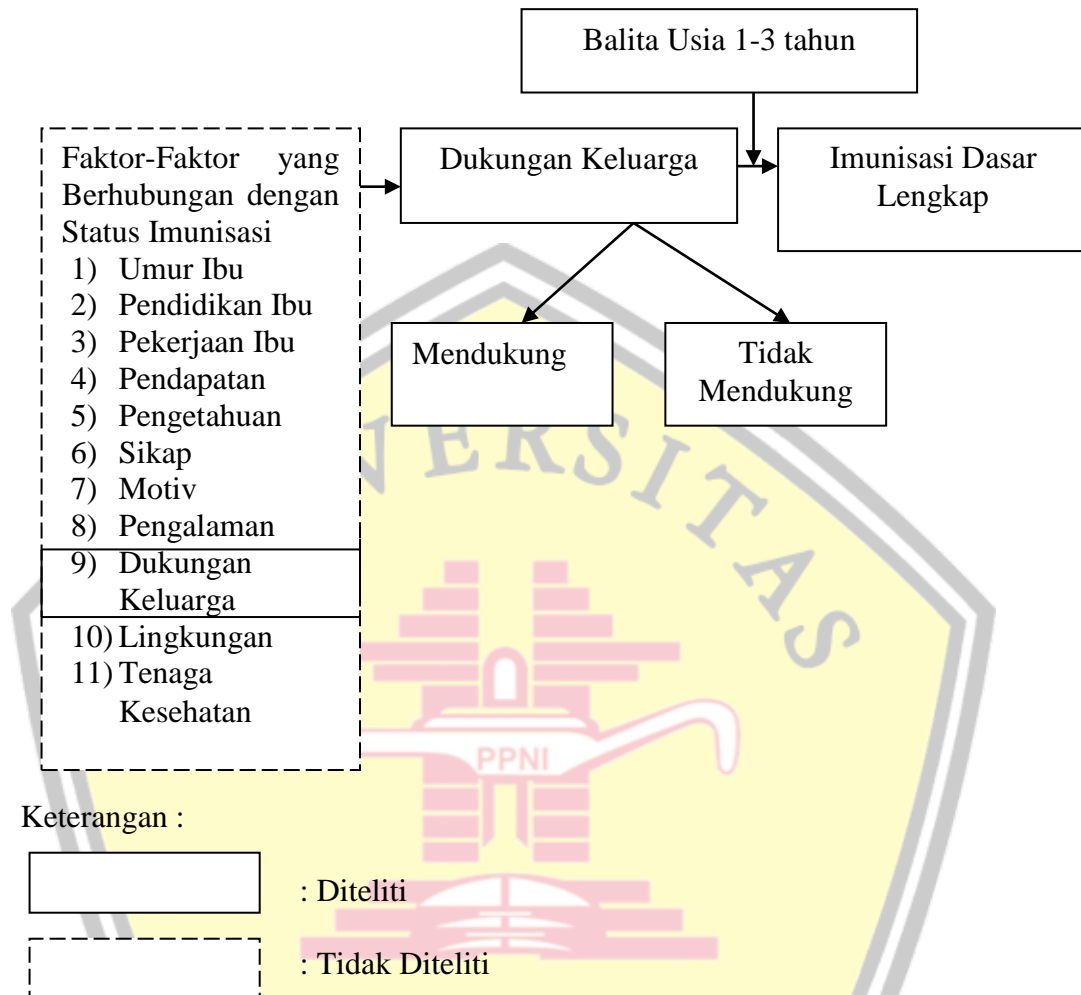 Balita Usia 1-3 tahun
Faktor-Faktor yang
Berhubungan dengan
Status Imunisasi
1) Umur Ibu
2) Pendidikan Ibu
3) Pekerjaan Ibu
4) Pendapatan
5) Pengetahuan
6) Sikap
7) Motiv
8) Pengalaman
9) Dukungan
Keluarga
10) Lingkungan
11) Tenaga
Kesehatan
Dukungan Keluarga
Imunisasi Dasar
Lengkap
Mendukung
Tidak
Mendukung
VERSITAS
PPNI
Keterangan :
: Diteliti
: Tidak Diteliti